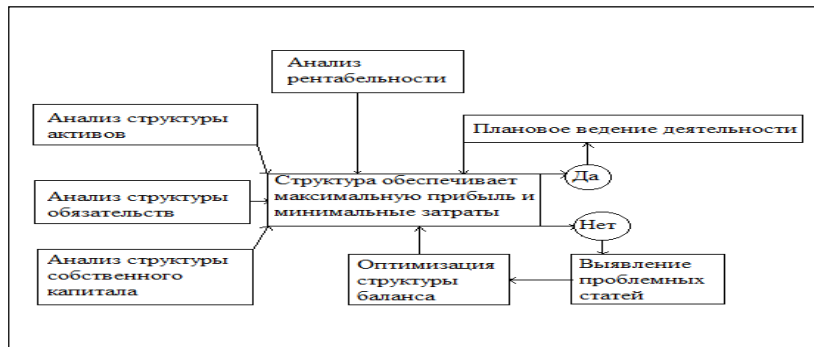 Анализ
рентабельности
Анализ структуры
активов
Плановое ведение деятельности
Структура обеспечивает
максимальную прибыль и
минимальные затраты
Да
Анализ структуры
обязательств
Нет
Анализ структуры
собственного
капитала
Оптимизация
структуры
баланса
Выявление
проблемных
статей